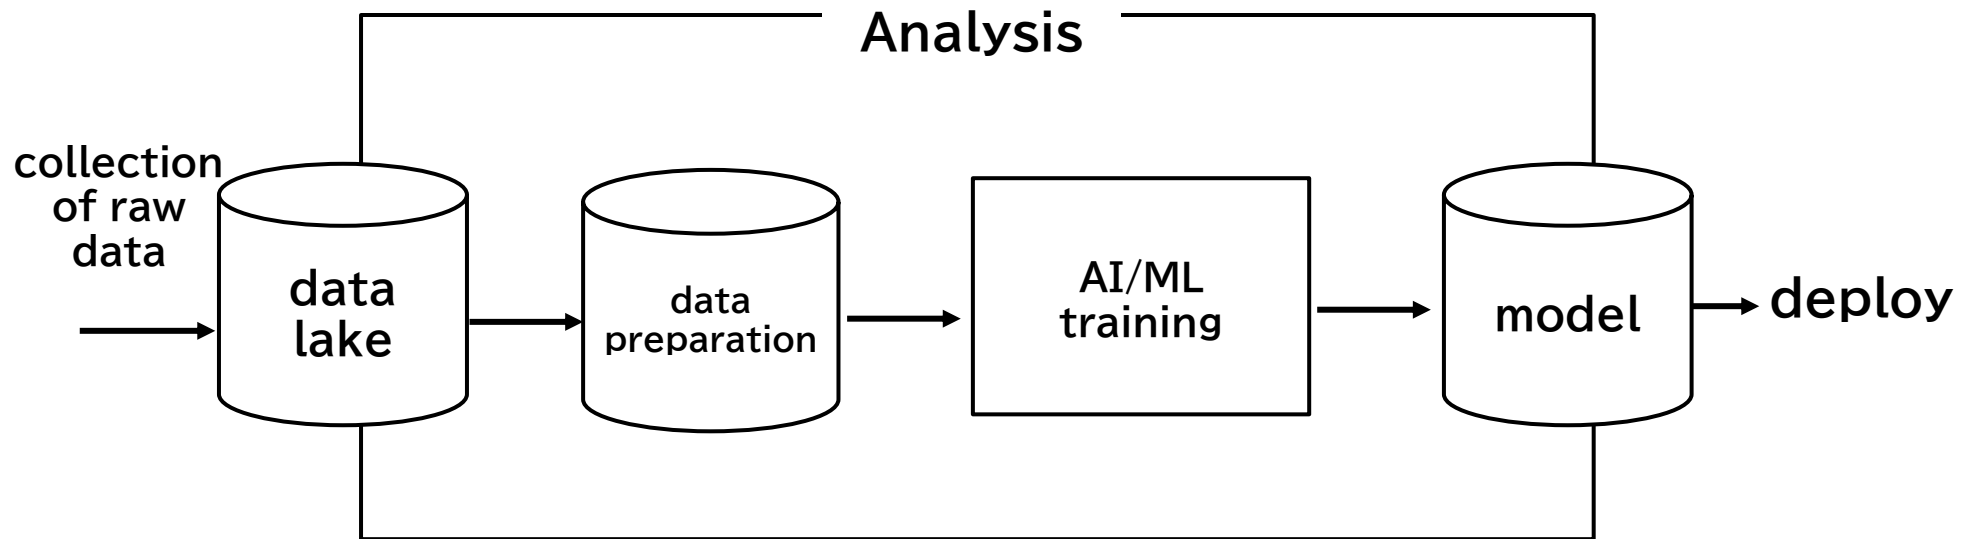 Analysis
collection
of raw
data
data
lake
data
preparation
AI/ML
training
model
deploy